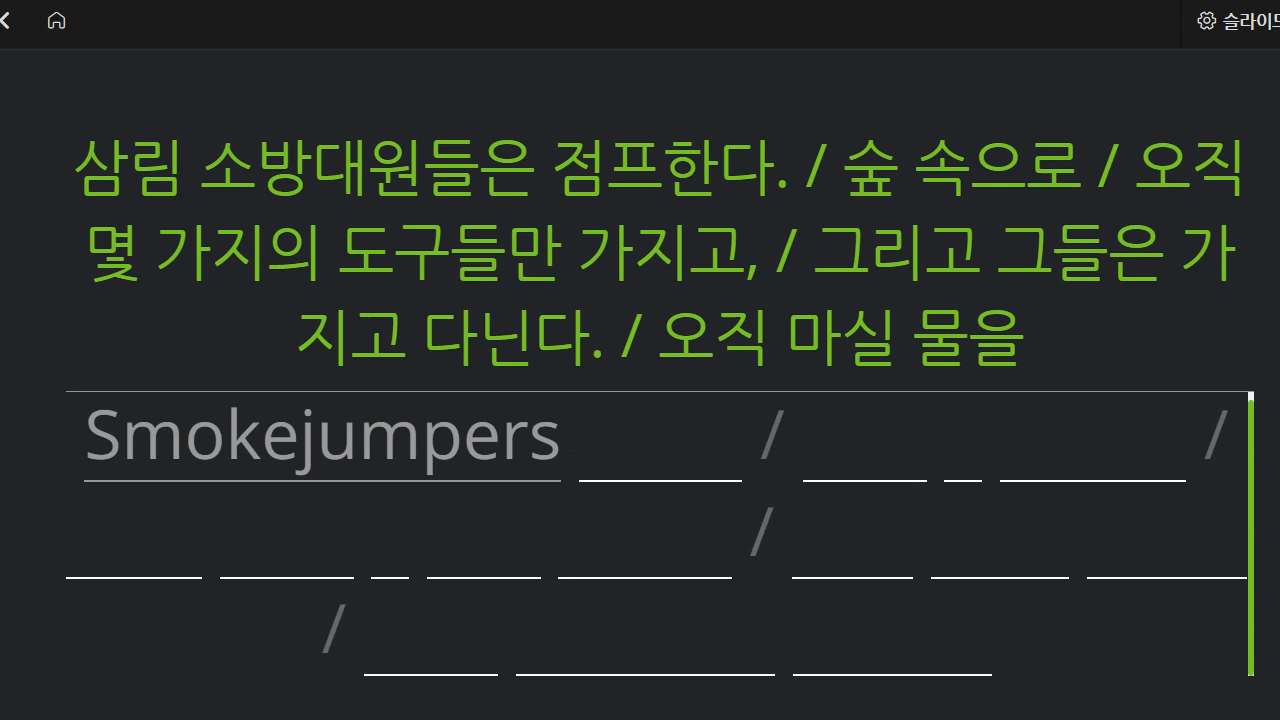 슬라이드
삼림 소방대원들은 점프한다. / 숲 속으로 / 오직
몇 가지의 도구들만 가지고, / 그리고 그들은 가
지고 다닌다. / 오직 마실 물을
Smokejumpers / /
/
/